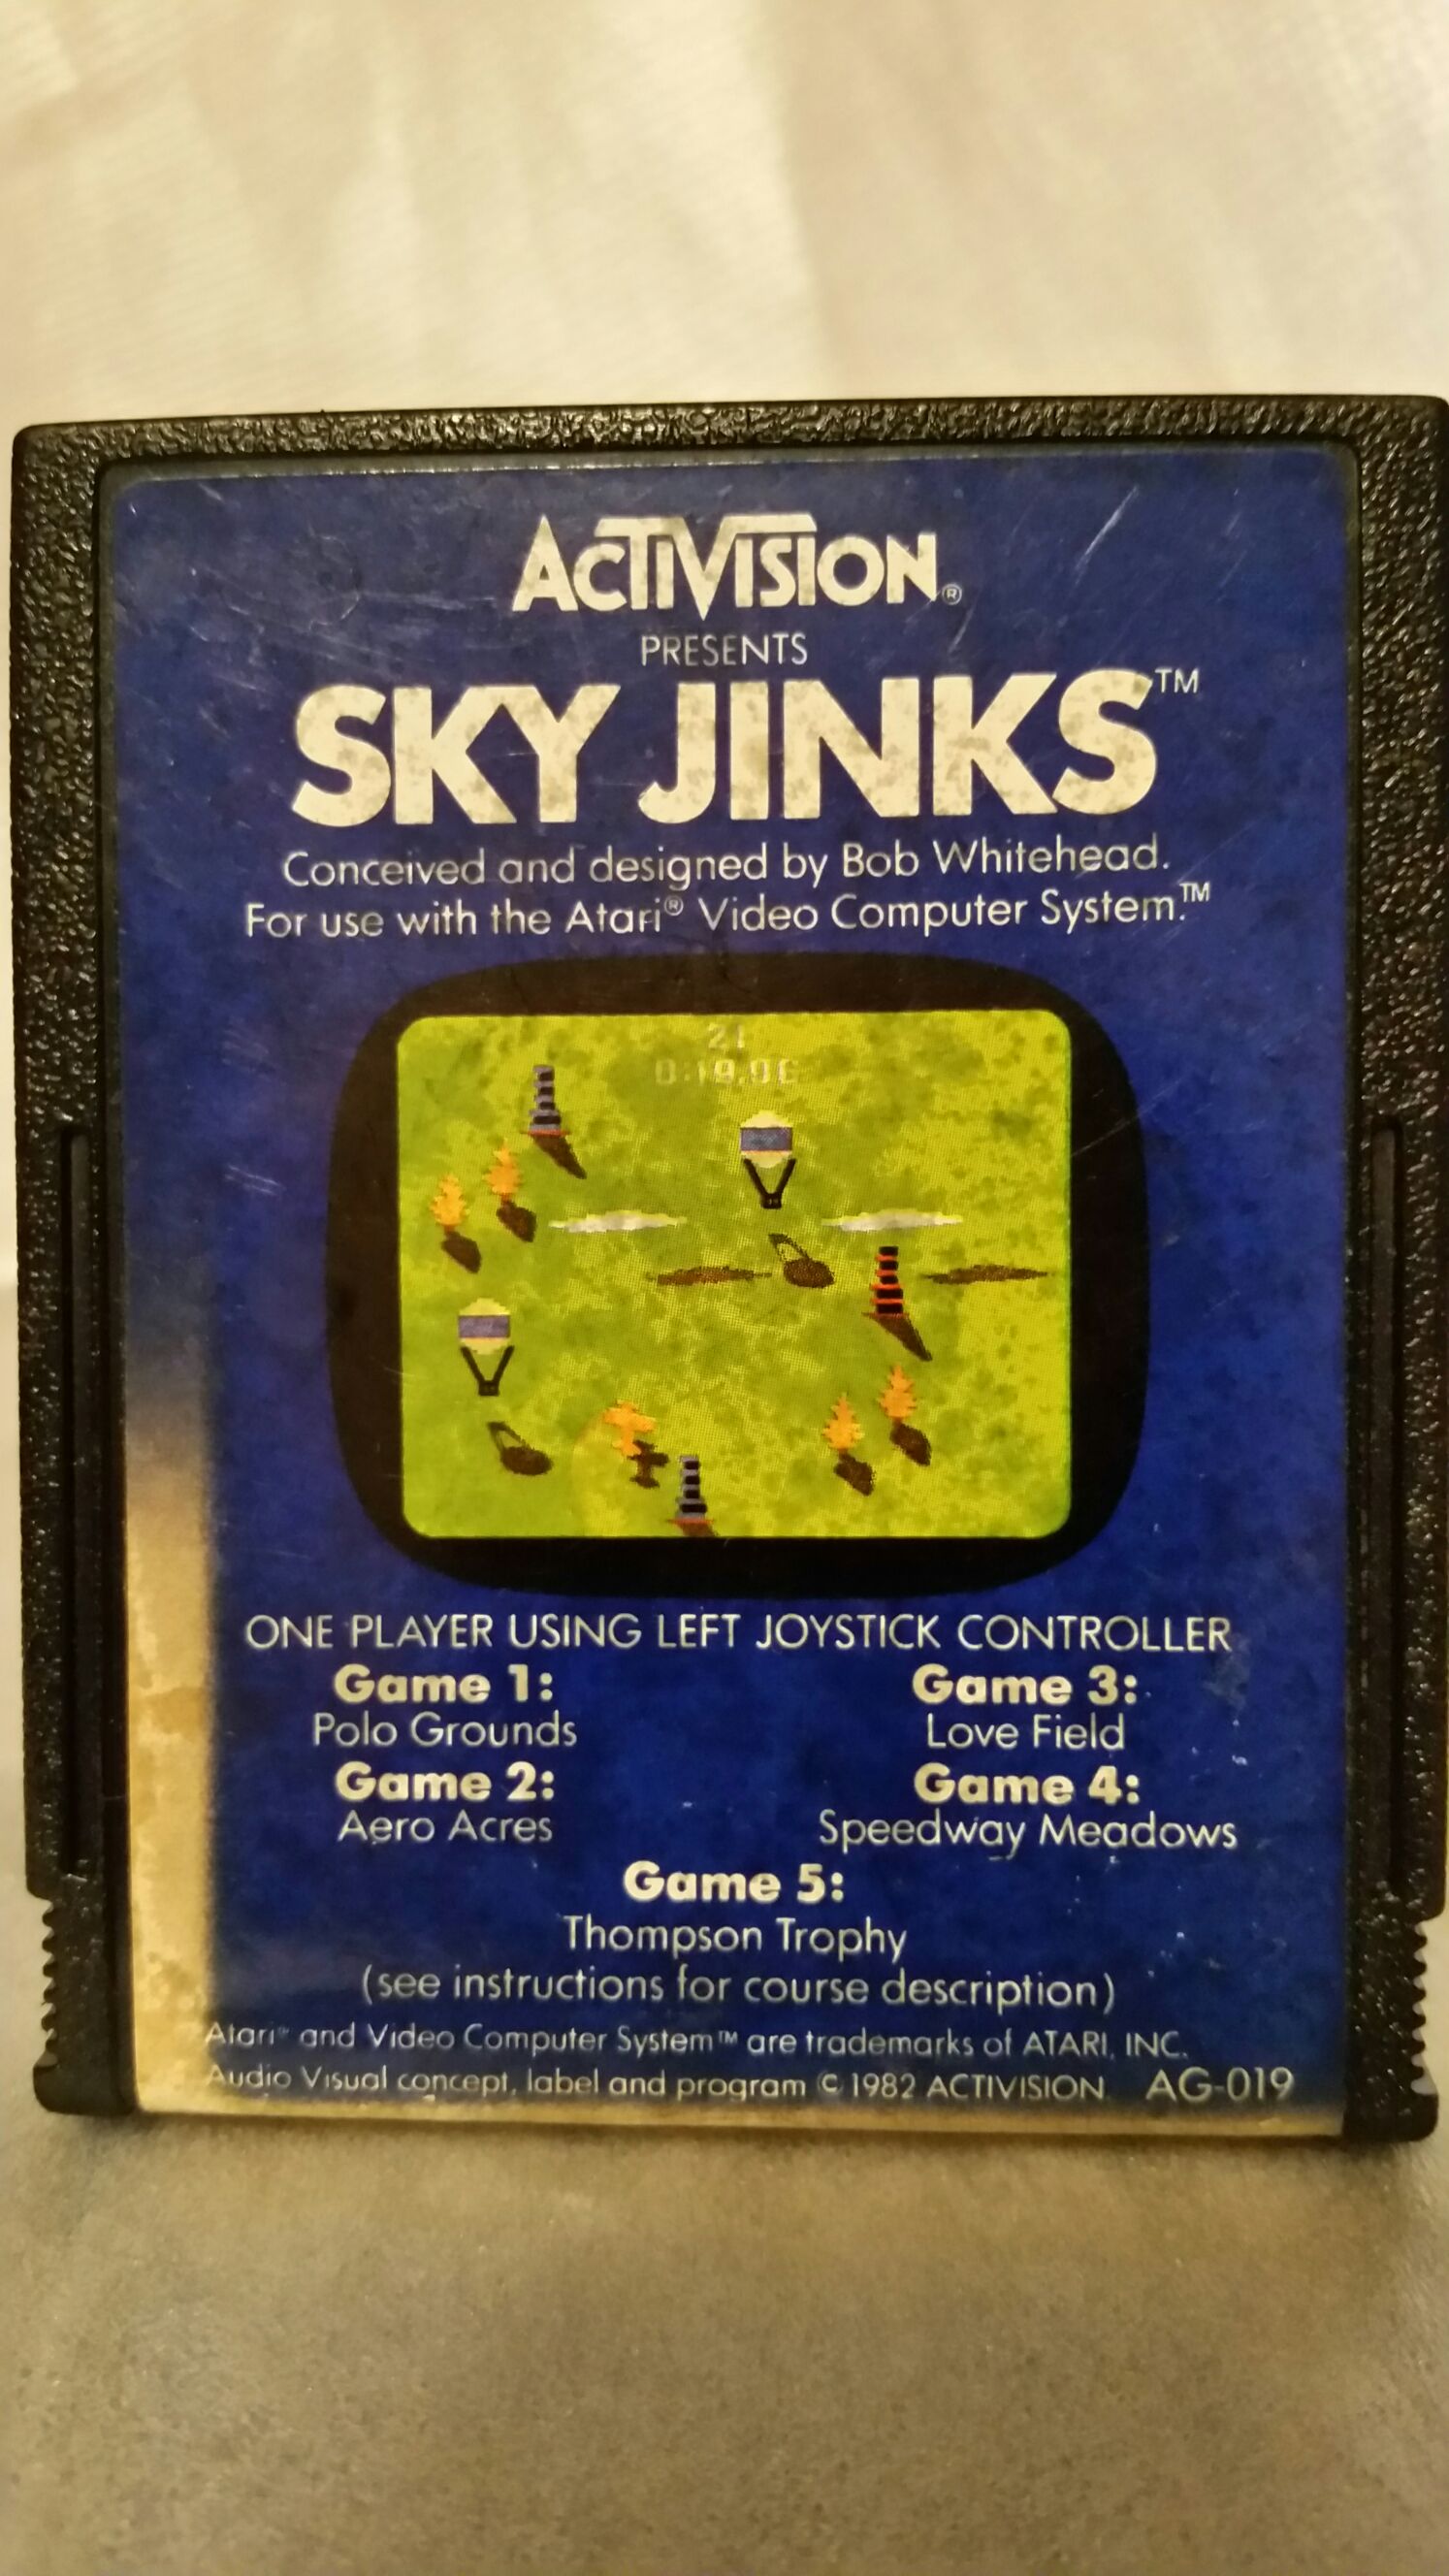 ACTIVISION®
PRESENTS
SKY JINKS™
Conceived and designed by Bob Whitehead.
For use with the Atari® Video Computer System.™
21
ONE PLAYER USING LEFT JOYSTICK CONTROLLER
Game 1:
Polo Grounds
Game 2:
Aero Acres
Game 3:
Love Field
Game 4:
Speedway Meadows
Game 5:
Thompson Trophy
(see instructions for course description)
Atari® and Video Computer System™ are trademarks of ATARI, INC.
Audio Visual concept, label and program © 1982 ACTIVISION. AG-019